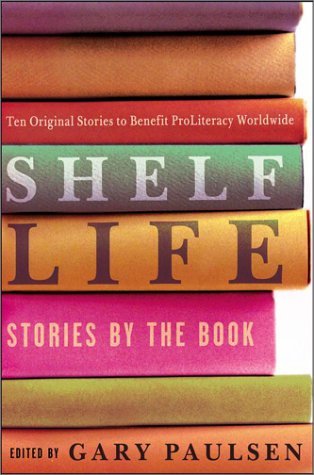 Ten Original Stories to Benefit ProLiteracy Worldwide
SHELF
LIFE
STORIES BY THE BOOK
EDITED BY GARY PAULSEN